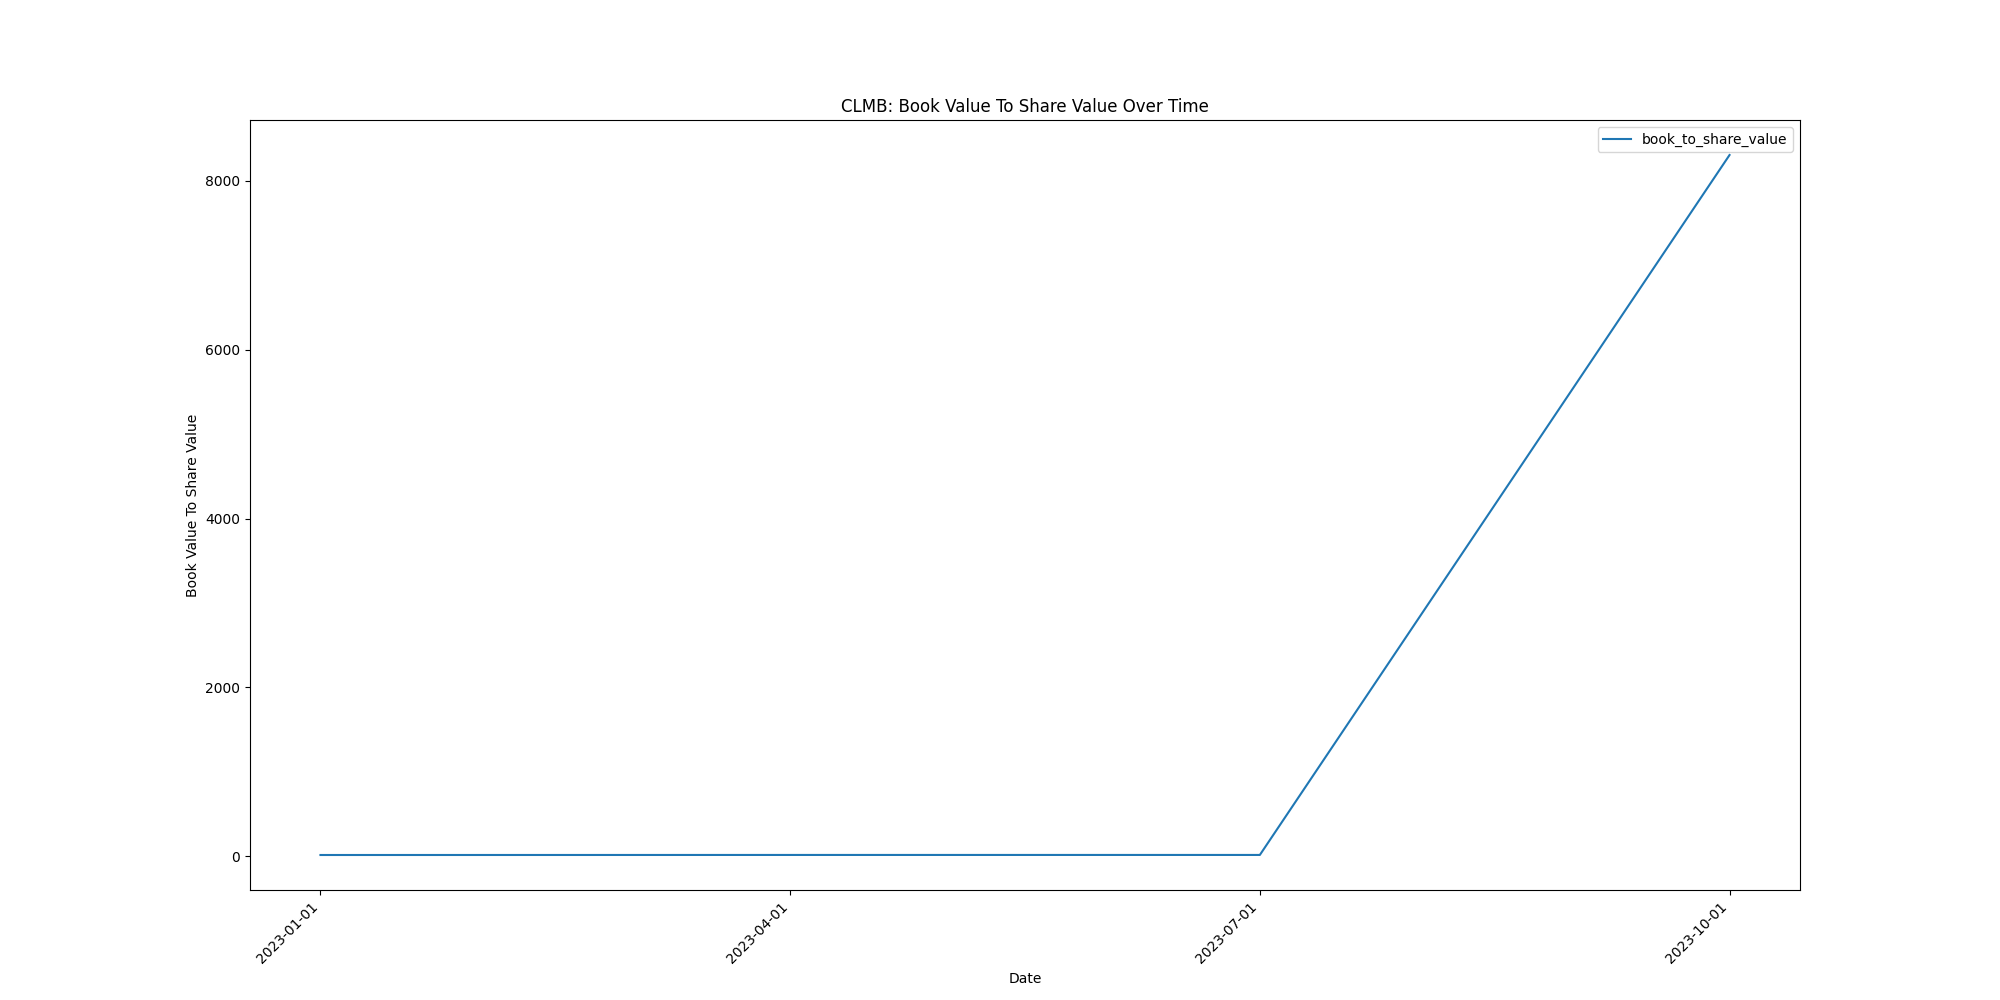 CLMB: Book Value To Share Value Over Time
book_to_share_value
8000
6000
4000
2000
0
Book Value To Share Value
2023-01-01
2023-04-01
2023-07-01
2023-10-01
Date